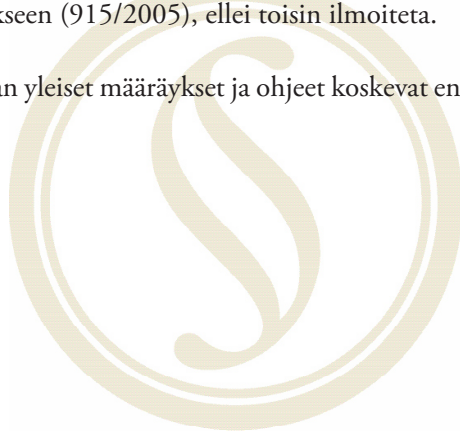 kseen (915/2005), ellei toisin ilmoiteta.
an yleiset määräykset ja ohjeet koskevat en
§